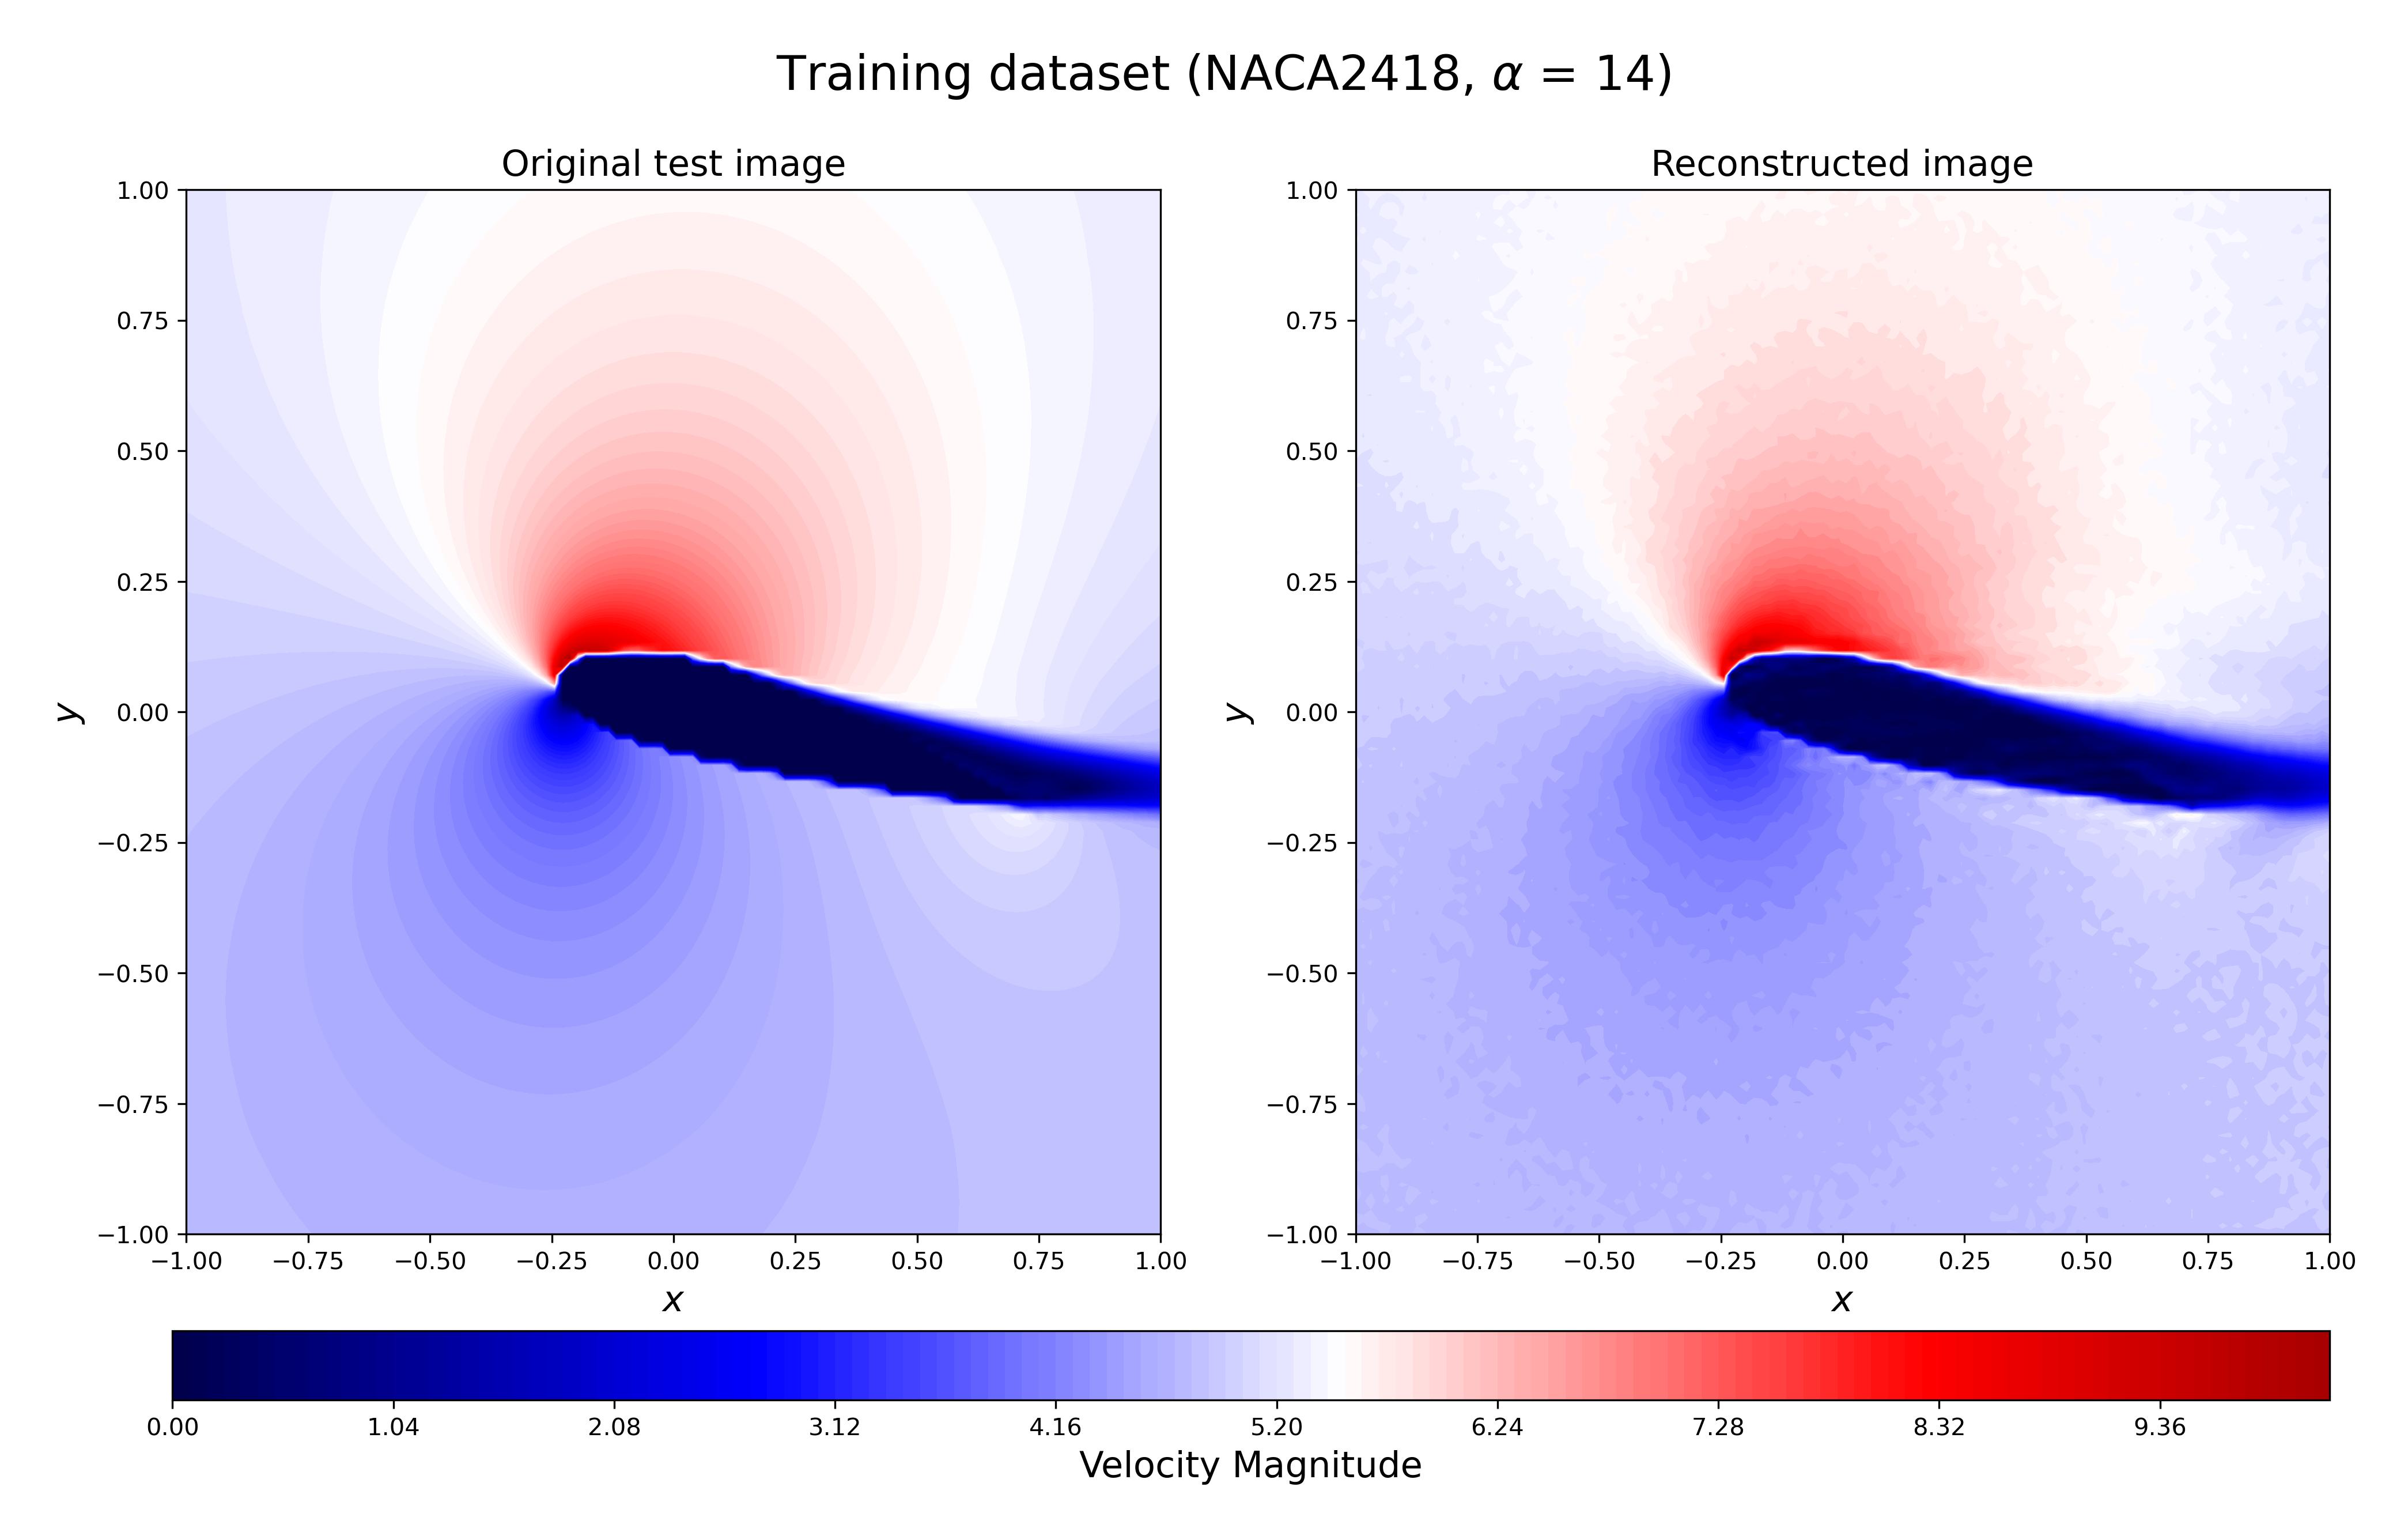 Training dataset (NACA2418, α = 14)
Original test image
1.00
0.75
0.50
0.25
0.00
−0.25
−0.50
−0.75
−1.00
y
−1.00 −0.75 −0.50 −0.25 0.00 0.25 0.50 0.75 1.00
x
Reconstructed image
1.00
0.75
0.50
0.25
0.00
−0.25
−0.50
−0.75
−1.00
y
−1.00 −0.75 −0.50 −0.25 0.00 0.25 0.50 0.75 1.00
x
0.00 1.04 2.08 3.12 4.16 5.20 6.24 7.28 8.32 9.36
Velocity Magnitude